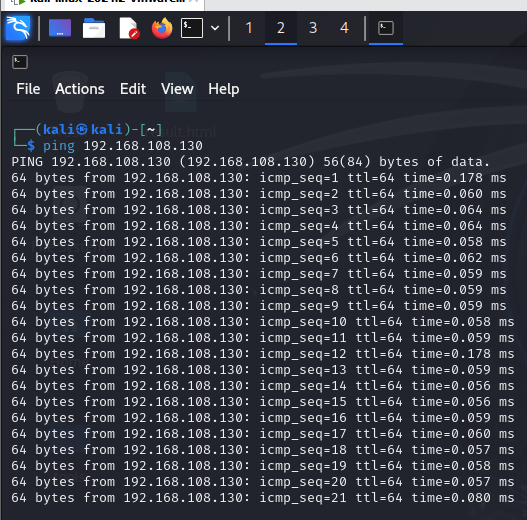 1 2 3 4
File Actions Edit View Help
┌──(kali㉿kali)-[~]
└─$ ping 192.168.108.130
PING 192.168.108.130 (192.168.108.130) 56(84) bytes of data.
64 bytes from 192.168.108.130: icmp_seq=1 ttl=64 time=0.178 ms
64 bytes from 192.168.108.130: icmp_seq=2 ttl=64 time=0.060 ms
64 bytes from 192.168.108.130: icmp_seq=3 ttl=64 time=0.064 ms
64 bytes from 192.168.108.130: icmp_seq=4 ttl=64 time=0.064 ms
64 bytes from 192.168.108.130: icmp_seq=5 ttl=64 time=0.058 ms
64 bytes from 192.168.108.130: icmp_seq=6 ttl=64 time=0.062 ms
64 bytes from 192.168.108.130: icmp_seq=7 ttl=64 time=0.059 ms
64 bytes from 192.168.108.130: icmp_seq=8 ttl=64 time=0.059 ms
64 bytes from 192.168.108.130: icmp_seq=9 ttl=64 time=0.059 ms
64 bytes from 192.168.108.130: icmp_seq=10 ttl=64 time=0.058 ms
64 bytes from 192.168.108.130: icmp_seq=11 ttl=64 time=0.059 ms
64 bytes from 192.168.108.130: icmp_seq=12 ttl=64 time=0.178 ms
64 bytes from 192.168.108.130: icmp_seq=13 ttl=64 time=0.059 ms
64 bytes from 192.168.108.130: icmp_seq=14 ttl=64 time=0.056 ms
64 bytes from 192.168.108.130: icmp_seq=15 ttl=64 time=0.056 ms
64 bytes from 192.168.108.130: icmp_seq=16 ttl=64 time=0.059 ms
64 bytes from 192.168.108.130: icmp_seq=17 ttl=64 time=0.060 ms
64 bytes from 192.168.108.130: icmp_seq=18 ttl=64 time=0.057 ms
64 bytes from 192.168.108.130: icmp_seq=19 ttl=64 time=0.058 ms
64 bytes from 192.168.108.130: icmp_seq=20 ttl=64 time=0.057 ms
64 bytes from 192.168.108.130: icmp_seq=21 ttl=64 time=0.080 ms